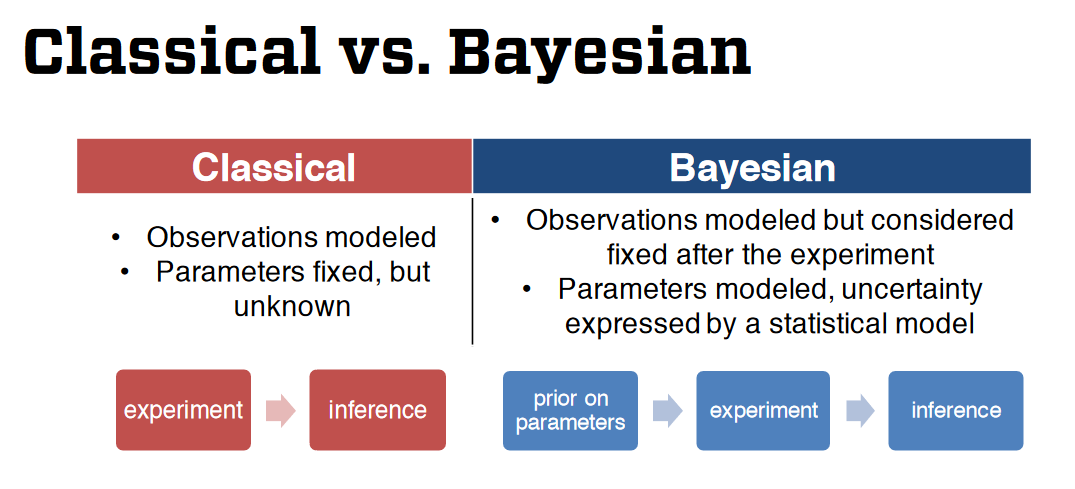 Classical vs. Bayesian
Classical
Bayesian
• Observations modeled
• Parameters fixed, but
unknown
• Observations modeled but considered
fixed after the experiment
• Parameters modeled, uncertainty
expressed by a statistical model
experiment
inference
prior on
parameters
experiment
inference